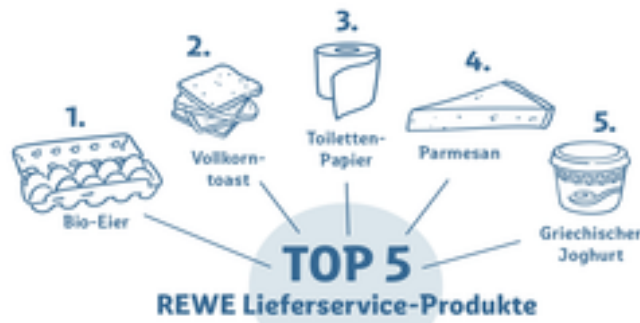 1.
Bio-Eier
2.
Vollkorn-
toast
3.
Toiletten-
Papier
4.
Parmesan
5.
Griechischer
Joghurt
TOP 5
REWE Lieferservice-Produkte